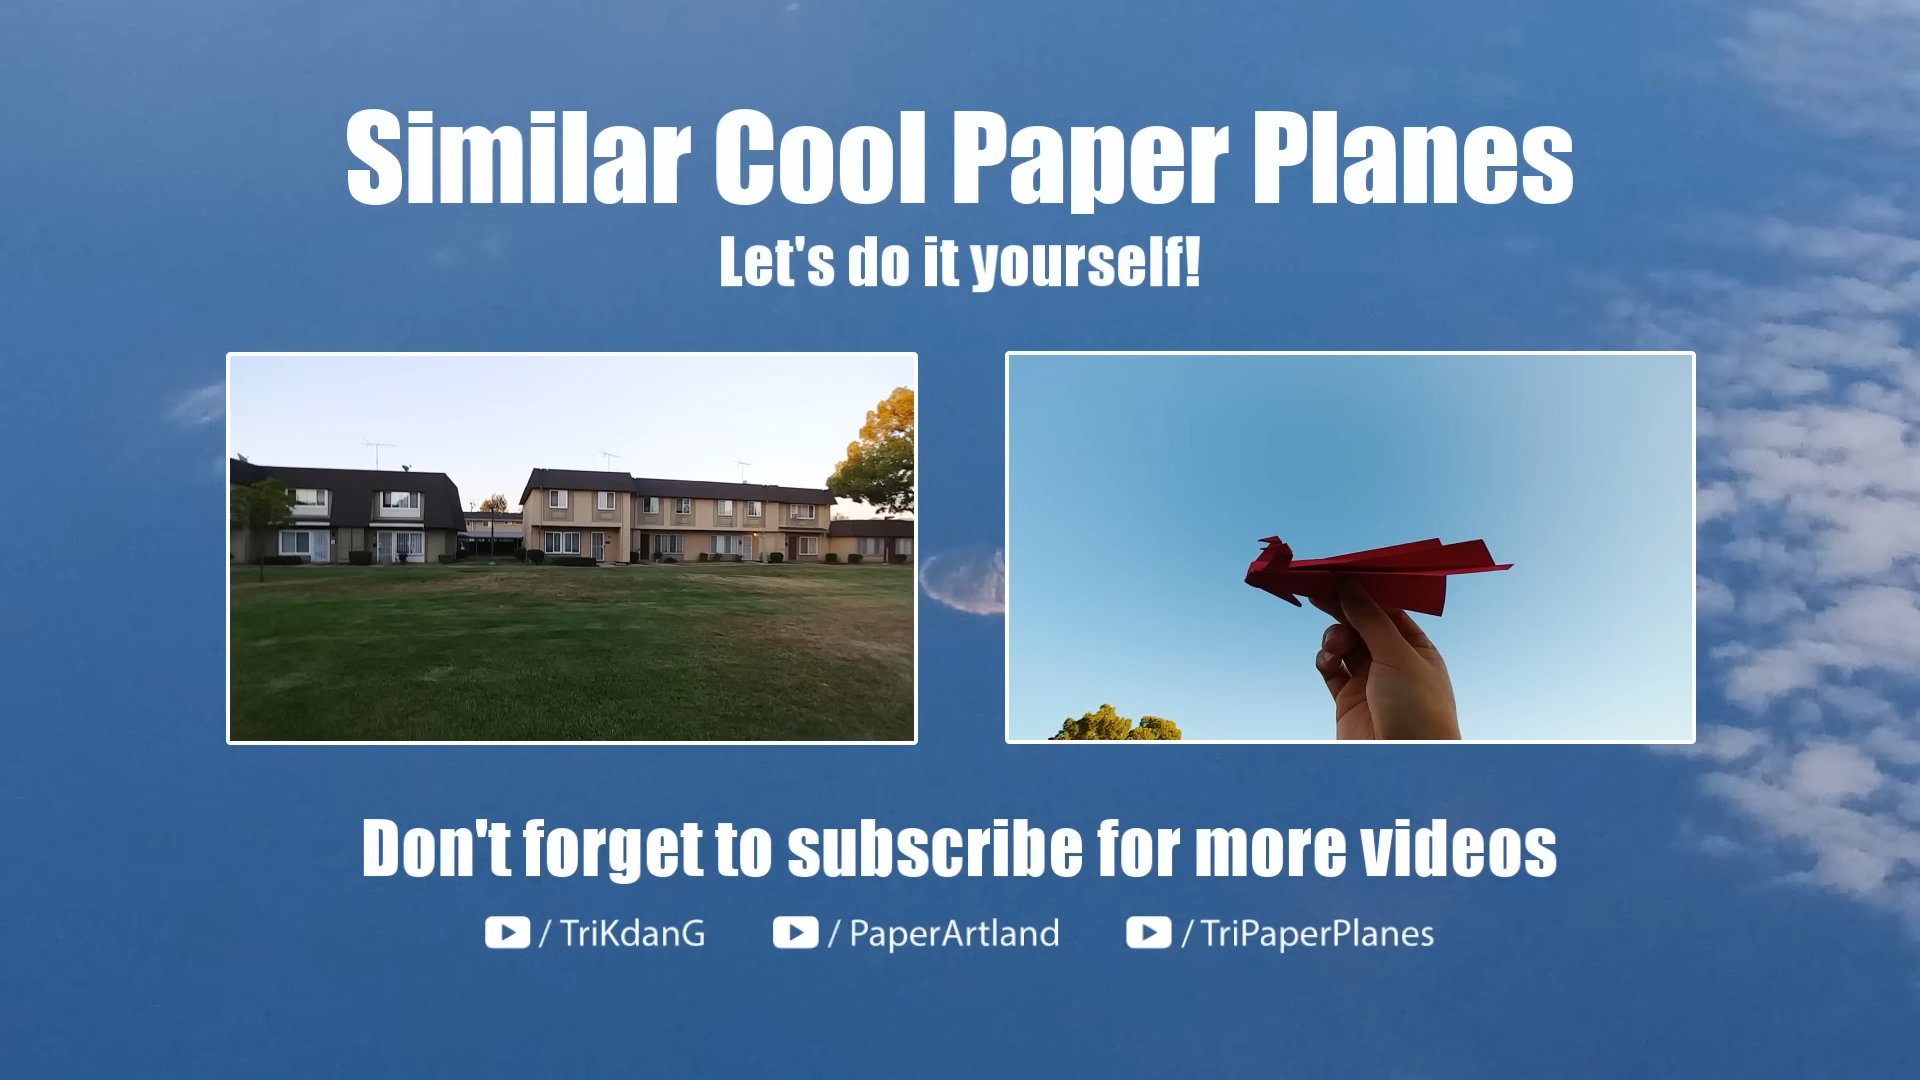 Similar Cool Paper Planes
Let's do it yourself!
Don't forget to subscribe for more videos
/ TriKdanG / PaperArtland / TriPaperPlanes